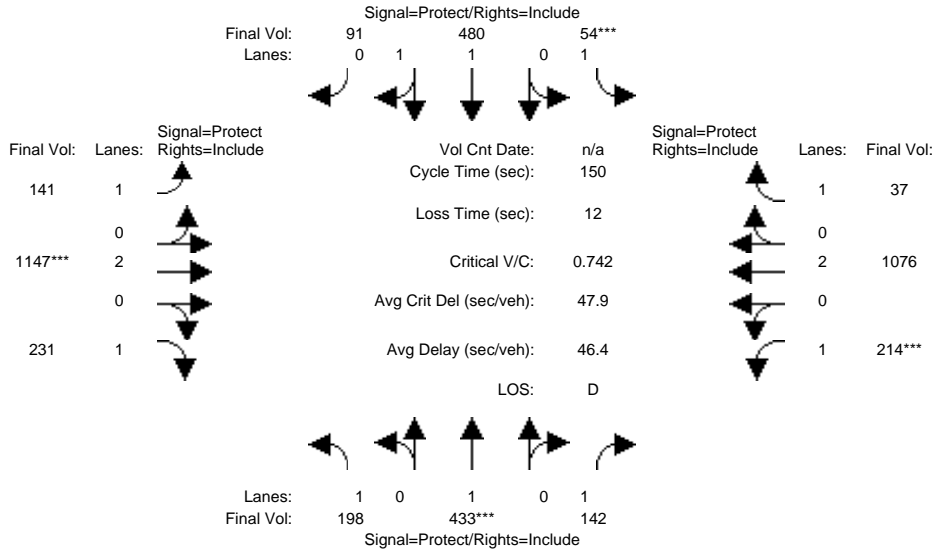 Signal=Protect/Rights=Include
Final Vol: 91 480 54***
Lanes: 0 1 1 0 1
Signal=Protect
Final Vol: Lanes: Rights=Include Vol Cnt Date: n/a Signal=Protect
Rights=Include Lanes: Final Vol:
Cycle Time (sec): 150
141 1 1 37
Loss Time (sec): 12
0 0
1147*** 2 Critical V/C: 0.742 2 1076
0 Avg Crit Del (sec/veh): 47.9 0
231 1 Avg Delay (sec/veh): 46.4 1 214***
LOS: D
Lanes: 1 0 1 0 1
Final Vol: 198 433*** 142
Signal=Protect/Rights=Include